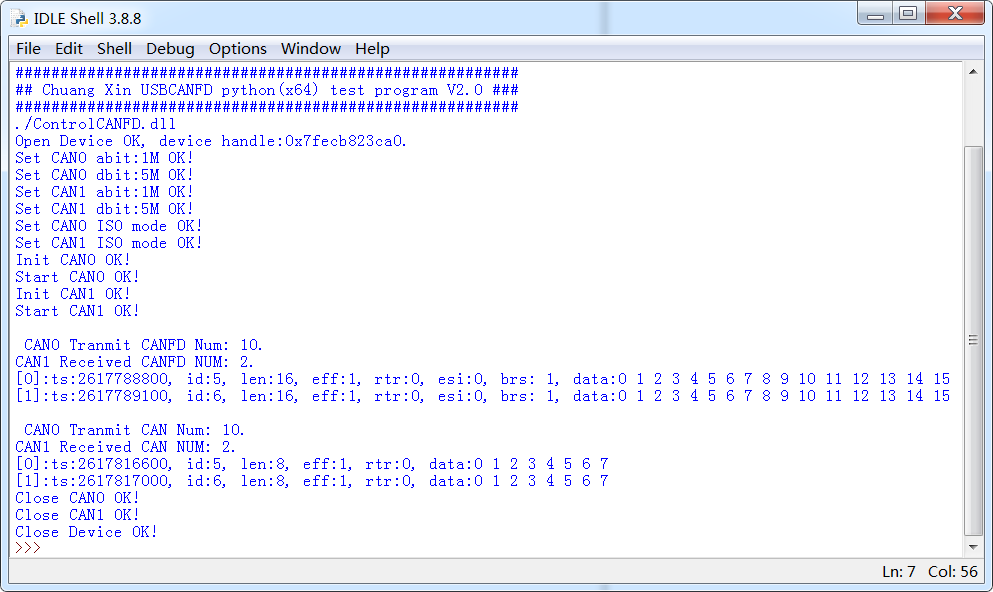 IDLE Shell 3.8.8
File Edit Shell Debug Options Window Help
########################################################
## Chuang Xin USBCANFD python(x64) test program V2.0 ###
########################################################
./ControlCANFD.dll
Open Device OK, device handle:0x7fecb823ca0.
Set CAN0 abit:1M OK!
Set CAN0 dbit:5M OK!
Set CAN1 abit:1M OK!
Set CAN1 dbit:5M OK!
Set CAN0 ISO mode OK!
Set CAN1 ISO mode OK!
Init CAN0 OK!
Start CAN0 OK!
Init CAN1 OK!
Start CAN1 OK!
CAN0 Tranmit CANFD Num: 10.
CAN1 Received CANFD NUM: 2.
[0]:ts:2617788800, id:5, len:16, eff:1, rtr:0, esi:0, brs: 1, data:0 1 2 3 4 5 6 7 8 9 10 11 12 13 14 15
[1]:ts:2617789100, id:6, len:16, eff:1, rtr:0, esi:0, brs: 1, data:0 1 2 3 4 5 6 7 8 9 10 11 12 13 14 15
CAN0 Tranmit CAN Num: 10.
CAN1 Received CAN NUM: 2.
[0]:ts:2617816600, id:5, len:8, eff:1, rtr:0, data:0 1 2 3 4 5 6 7
[1]:ts:2617817000, id:6, len:8, eff:1, rtr:0, data:0 1 2 3 4 5 6 7
Close CAN0 OK!
Close CAN1 OK!
Close Device OK!
>>>
Ln: 7 Col: 56